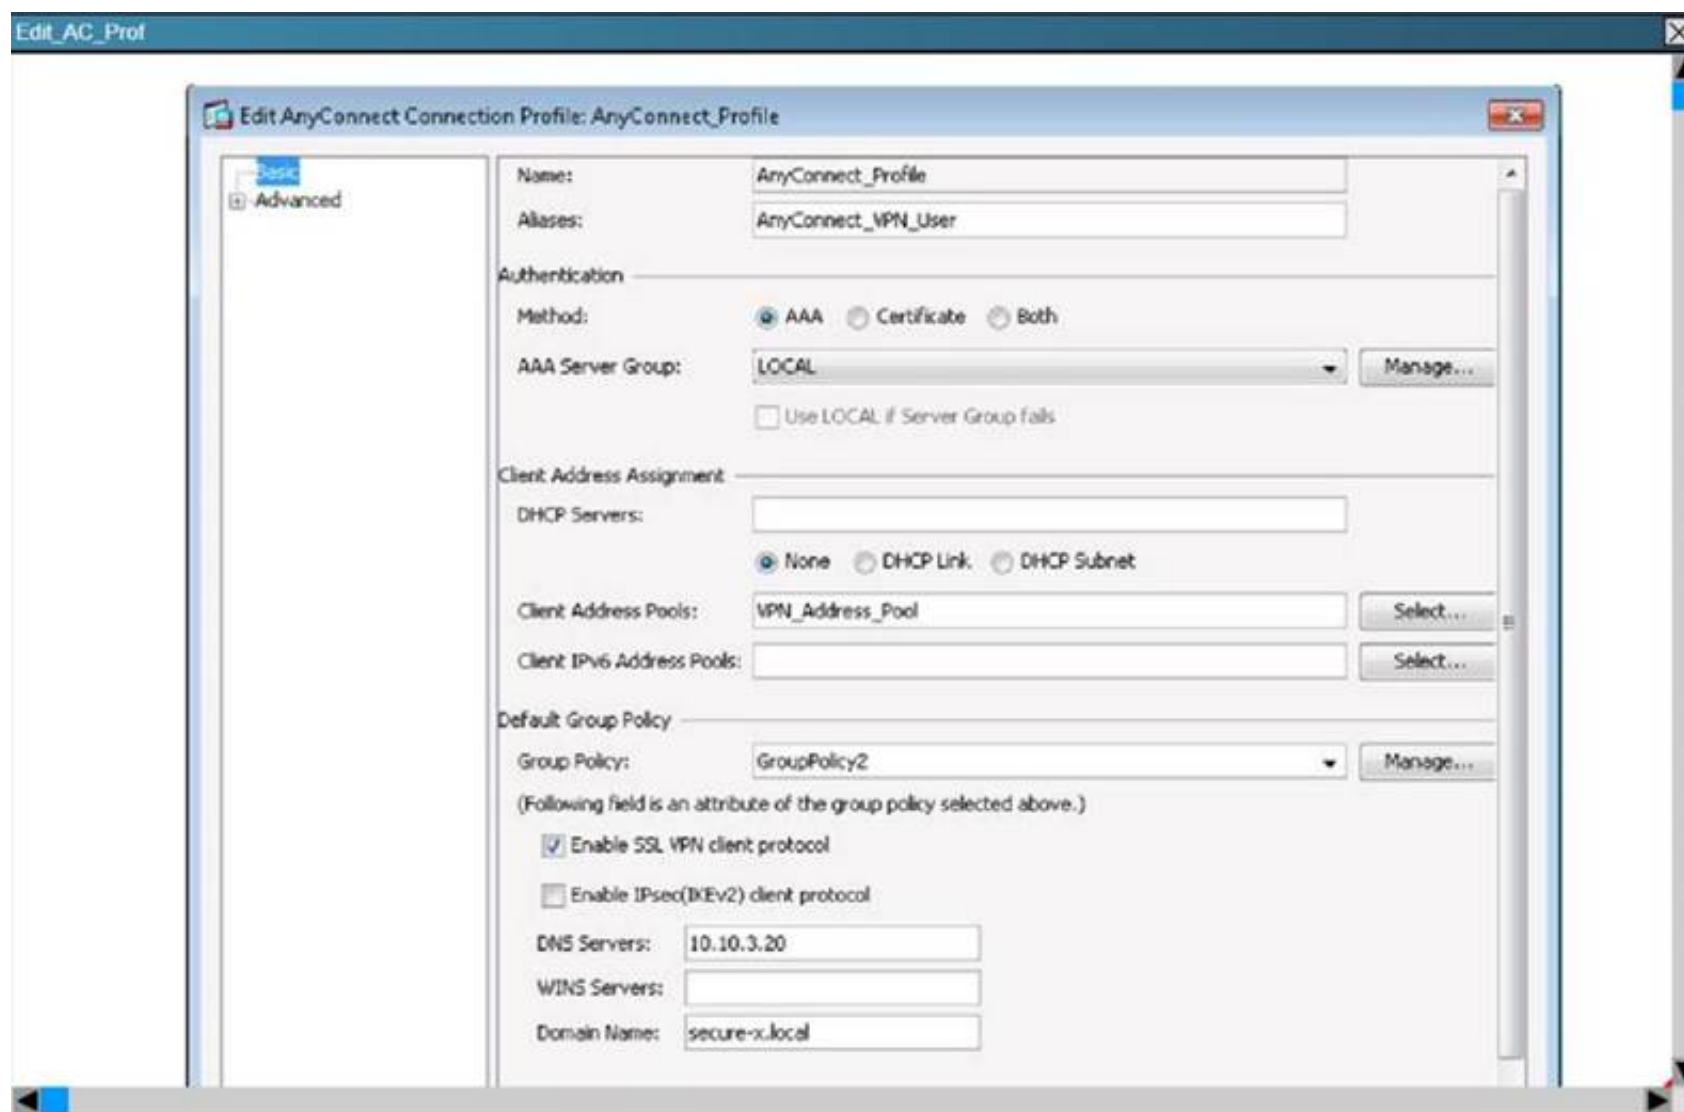 Edit_AC_Prof
Edit AnyConnect Connection Profile: AnyConnect_Profile
Basic
Advanced
Name: AnyConnect_Profile
Aliases: AnyConnect_VPN_User
Authentication
Method: AAA Certificate Both
AAA Server Group: LOCAL Manage...
Use LOCAL if Server Group fails
Client Address Assignment
DHCP Servers:
None DHCP Link DHCP Subnet
Client Address Pools: VPN_Address_Pool Select...
Client IPv6 Address Pools: Select...
Default Group Policy
Group Policy: GroupPolicy2 Manage...
(Following field is an attribute of the group policy selected above.)
Enable SSL VPN client protocol
Enable IPsec(IKEv2) client protocol
DNS Servers: 10.10.3.20
WINS Servers:
Domain Name: secure-x.local